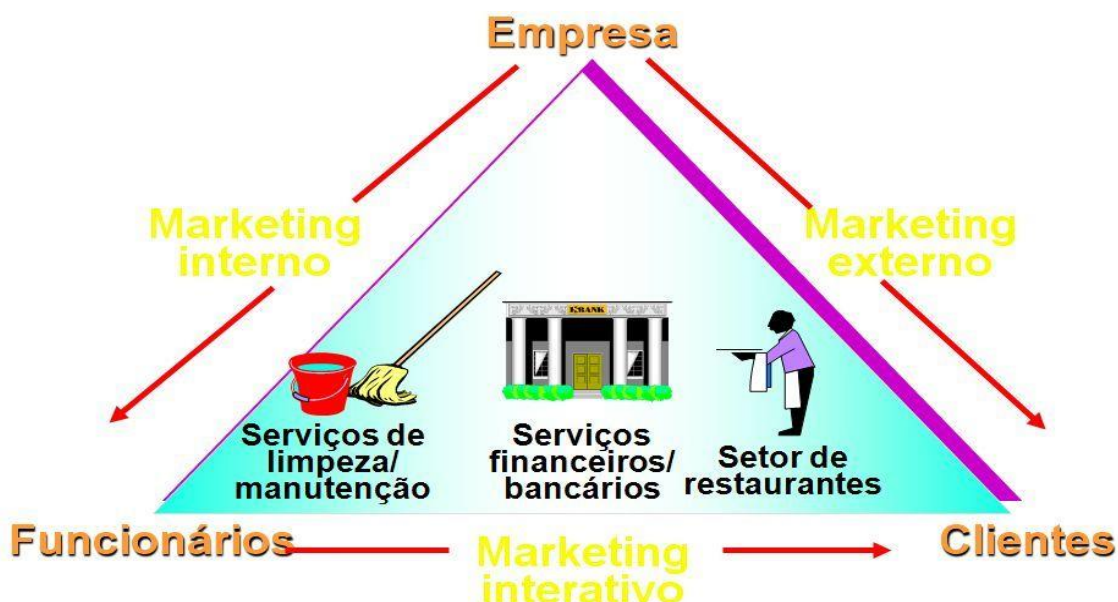 Empresa
Marketing
interno
Marketing
externo
BANK
Serviços de
limpeza/
manutenção
Serviços
financeiros/
bancários
Setor de
restaurantes
Funcionários
Marketing
interativo
Clientes